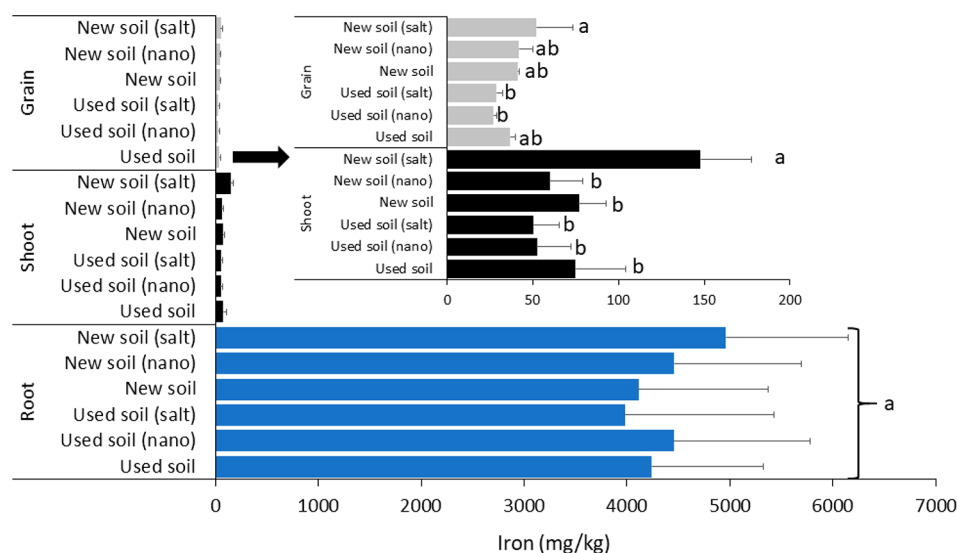 Grain
New soil (salt)
New soil (nano)
New soil
Used soil (salt)
Used soil (nano)
Used soil
Shoot
New soil (salt)
New soil (nano)
New soil
Used soil (salt)
Used soil (nano)
Used soil
Root
New soil (salt)
New soil (nano)
New soil
Used soil (salt)
Used soil (nano)
Used soil
a
0 1000 2000 3000 4000 5000 6000 7000
Iron (mg/kg)
Grain
New soil (salt) a
New soil (nano) ab
New soil ab
Used soil (salt) b
Used soil (nano) b
Used soil ab
Shoot
New soil (salt) a
New soil (nano) b
New soil b
Used soil (salt) b
Used soil (nano) b
Used soil b
0 50 100 150 200